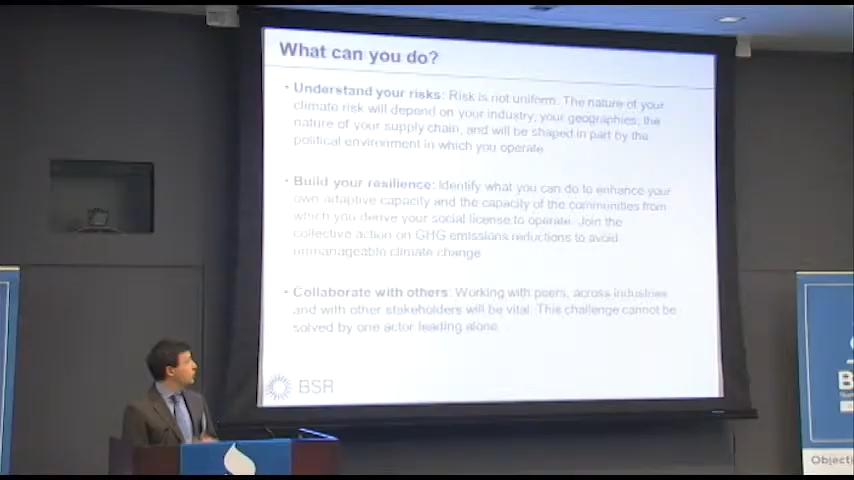 What can you do?
• Understand your risks: Risk is not uniform. The nature of your
climate risk will depend on your industry, your geographies, the
nature of your supply chain, and will be shaped in part by the
political environment in which you operate
• Build your resilience: Identify what you can do to enhance your
own adaptive capacity and the capacity of the communities from
which you derive your social license to operate. Join the
collective action on GHG emissions reductions to avoid
unmanageable climate change
• Collaborate with others: Working with peers, across industries
and with other stakeholders will be vital. This challenge cannot be
solved by one actor leading alone.
BSR
B
Objecti